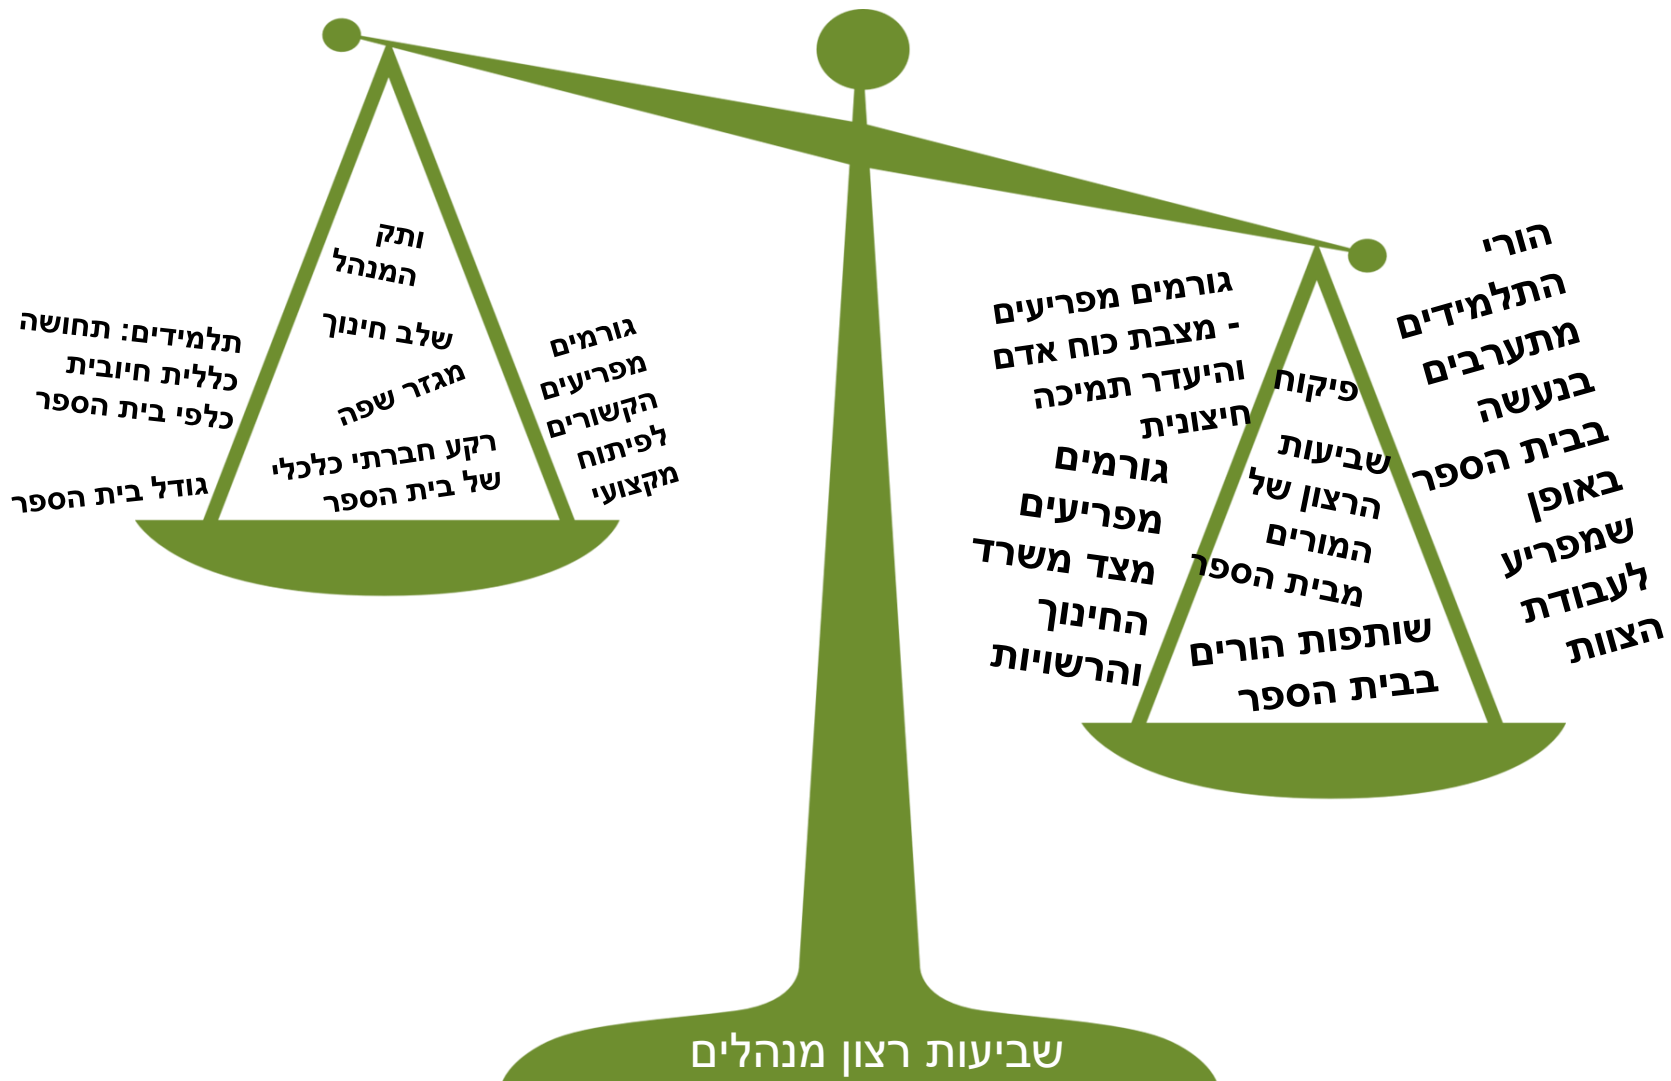 הורי
התלמידים
מתערבים
בנעשה
בבית הספר
באופן
שמפריע
לעבודת
הצוות
גורמים מפריעים
- מצבת כוח אדם
והיעדר תמיכה
חיצונית
פיקוח
שביעות
הרצון של
המורים
מבית הספר
גורמים
מפריעים
מצד משרד
החינוך
והרשויות
שותפות הורים
בבית הספר
ותק
המנהל
שלב חינוך
מגזר שפה
רקע חברתי כלכלי
של בית הספר
גורמים
מפריעים
הקשורים
לפיתוח
מקצועי
תלמידים: תחושה
כללית חיובית
כלפי בית הספר
גודל בית הספר
שביעות רצון מנהלים